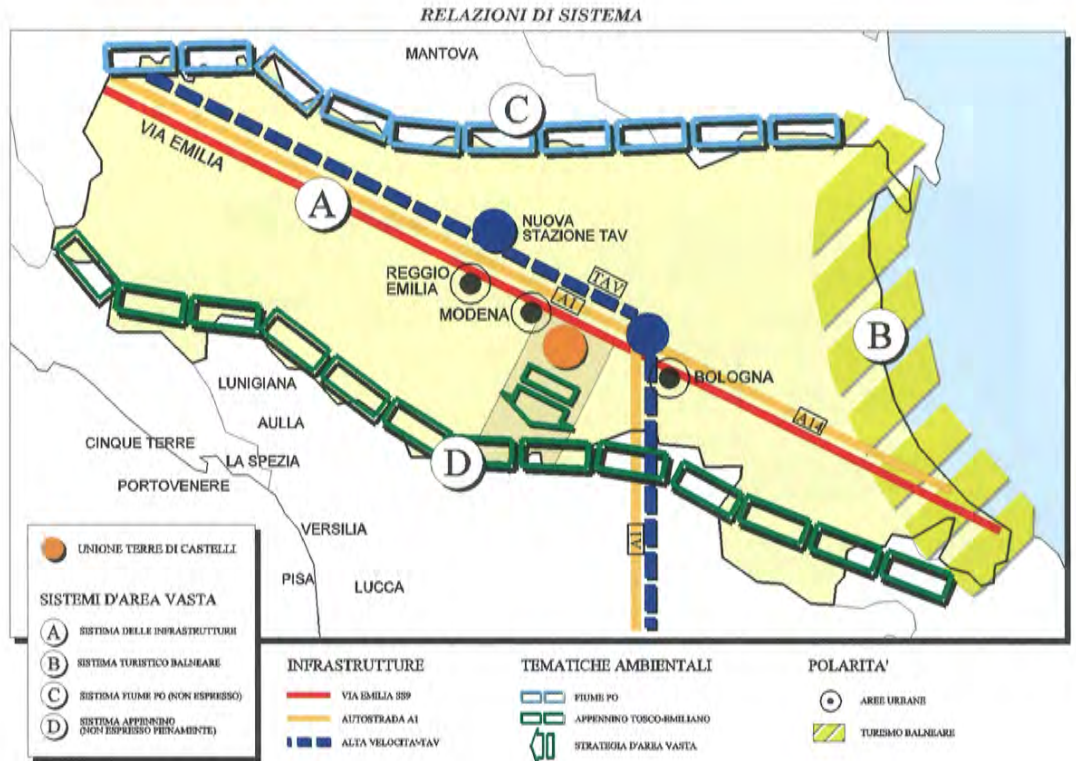 RELAZIONI DI SISTEMA
MANTOVA
C
VIA EMILIA
A
NUOVA
STAZIONE TAV
REGGIO
EMILIA
TAV
A1
MODENA
B
BOLOGNA
A14
LUNIGIANA
AULLA
CINQUE TERRE
LA SPEZIA
D
PORTOVENERE
VERSILIA
A1
PISA
LUCCA
UNIONE TERRE DI CASTELLI
SISTEMI D'AREA VASTA
A SISTEMA DELLE INFRASTRUTTURE
B SISTEMA TURISTICO BALNEARE
C SISTEMA FIUME PO (NON ESPRESSO)
D SISTEMA APPENNINO
(NON ESPRESSO PIENAMENTE)
INFRASTRUTTURE
VIA EMILIA SS9
AUTOSTRADA A1
ALTA VELOCITA-TAV
TEMATICHE AMBIENTALI
FIUME PO
APPENNINO TOSCO-EMILIANO
STRATEGIA D'AREA VASTA
POLARITA'
AREE URBANE
TURISMO BALNEARE